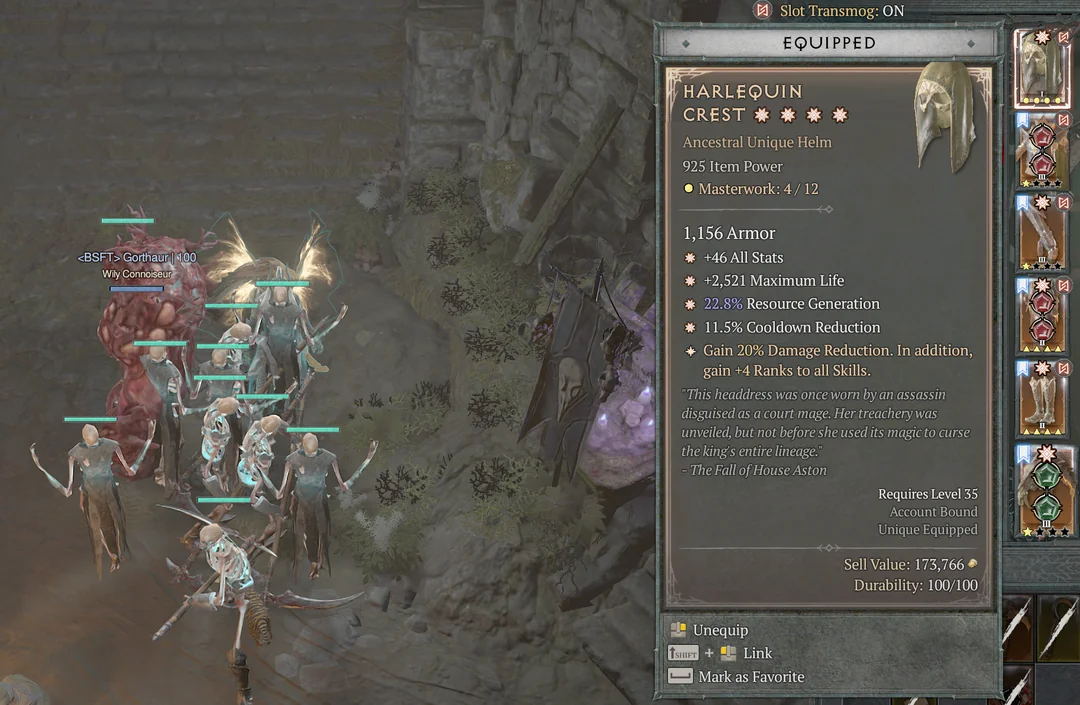 Slot Transmog: ON
EQUIPPED
HARLEQUIN
CREST
Ancestral Unique Helm
925 Item Power
Masterwork: 4 / 12
1,156 Armor
+46 All Stats
+2,521 Maximum Life
22.8% Resource Generation
11.5% Cooldown Reduction
Gain 20% Damage Reduction. In addition,
gain +4 Ranks to all Skills.
"This headdress was once worn by an assassin
disguised as a court mage. Her treachery was
unveiled, but not before she used its magic to curse
the king's entire lineage."
- The Fall of House Aston
Requires Level 35
Account Bound
Unique Equipped
Sell Value: 173,766
Durability: 100/100
Unequip
SHIFT + Link
Mark as Favorite
<BSFT> Gorthaur | 100
Wily Connoiseur
I
III
III
II
II
III